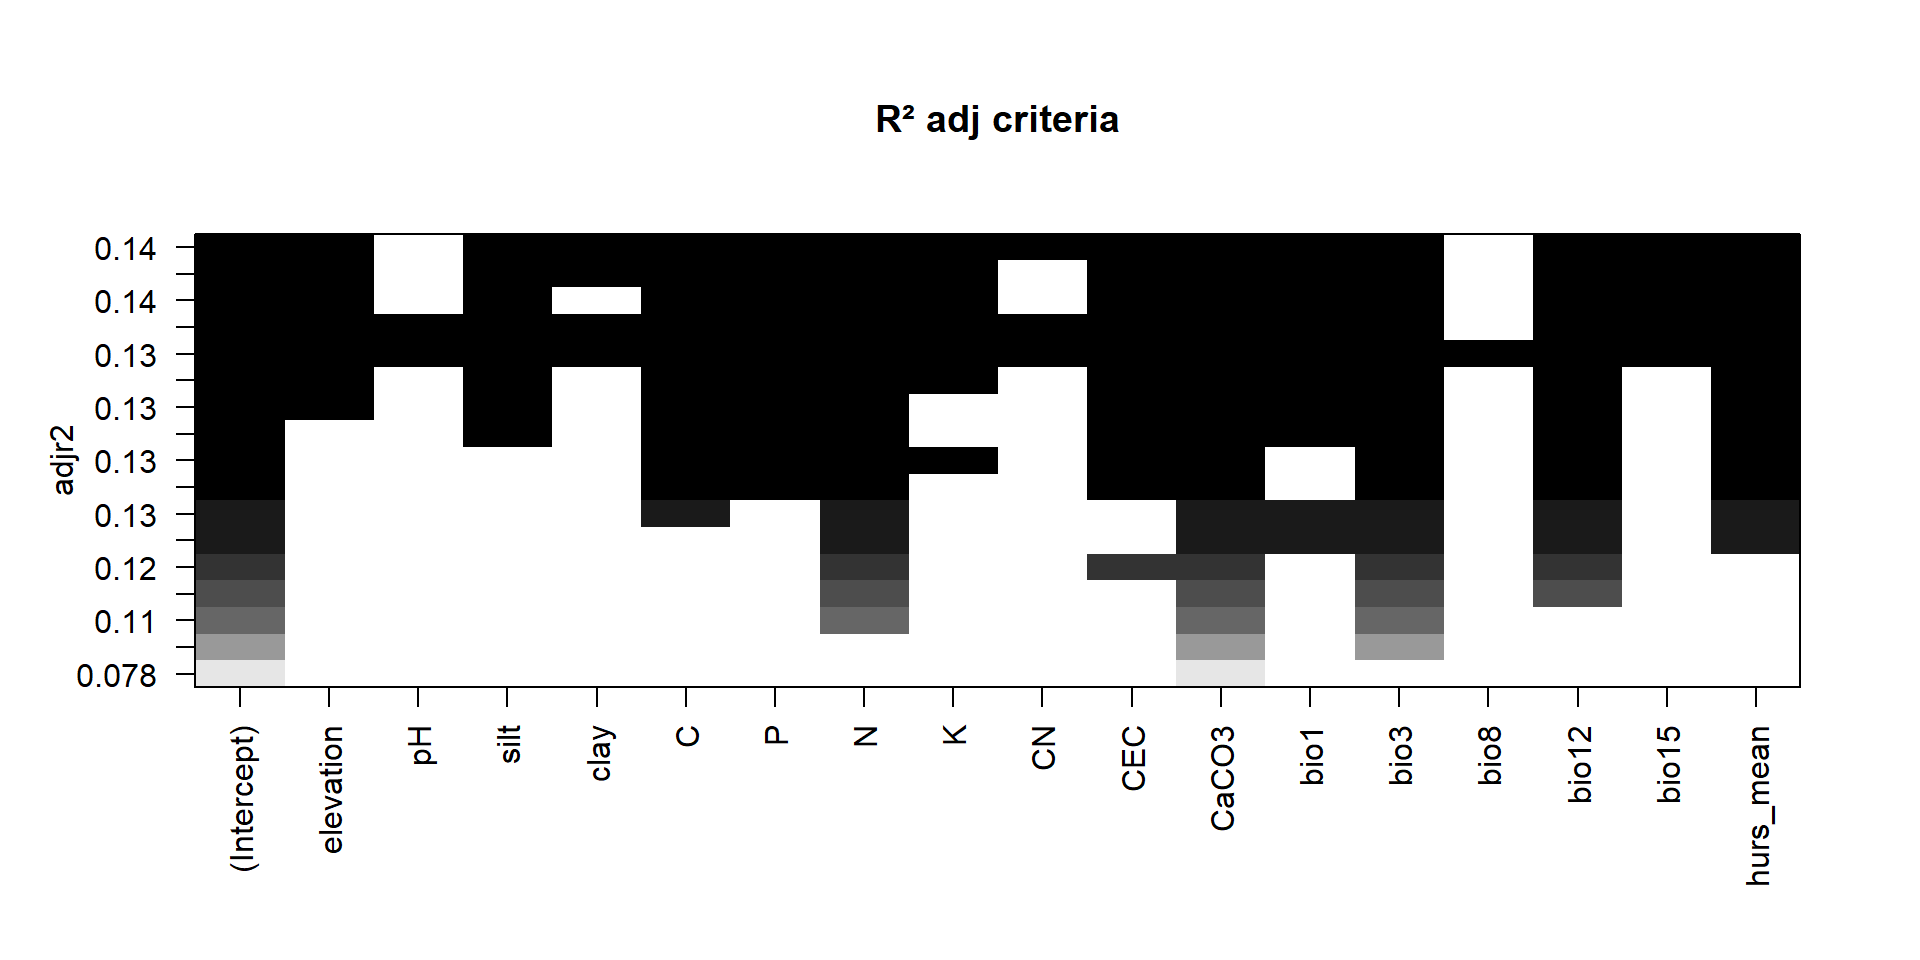 R² adj criteria
0.14
0.14
0.13
0.13
0.13
0.13
0.12
0.11
0.078
adjr2
(Intercept)
elevation
pH
silt
clay
C
P
N
K
CN
CEC
CaCO3
bio1
bio3
bio8
bio12
bio15
hurs_mean